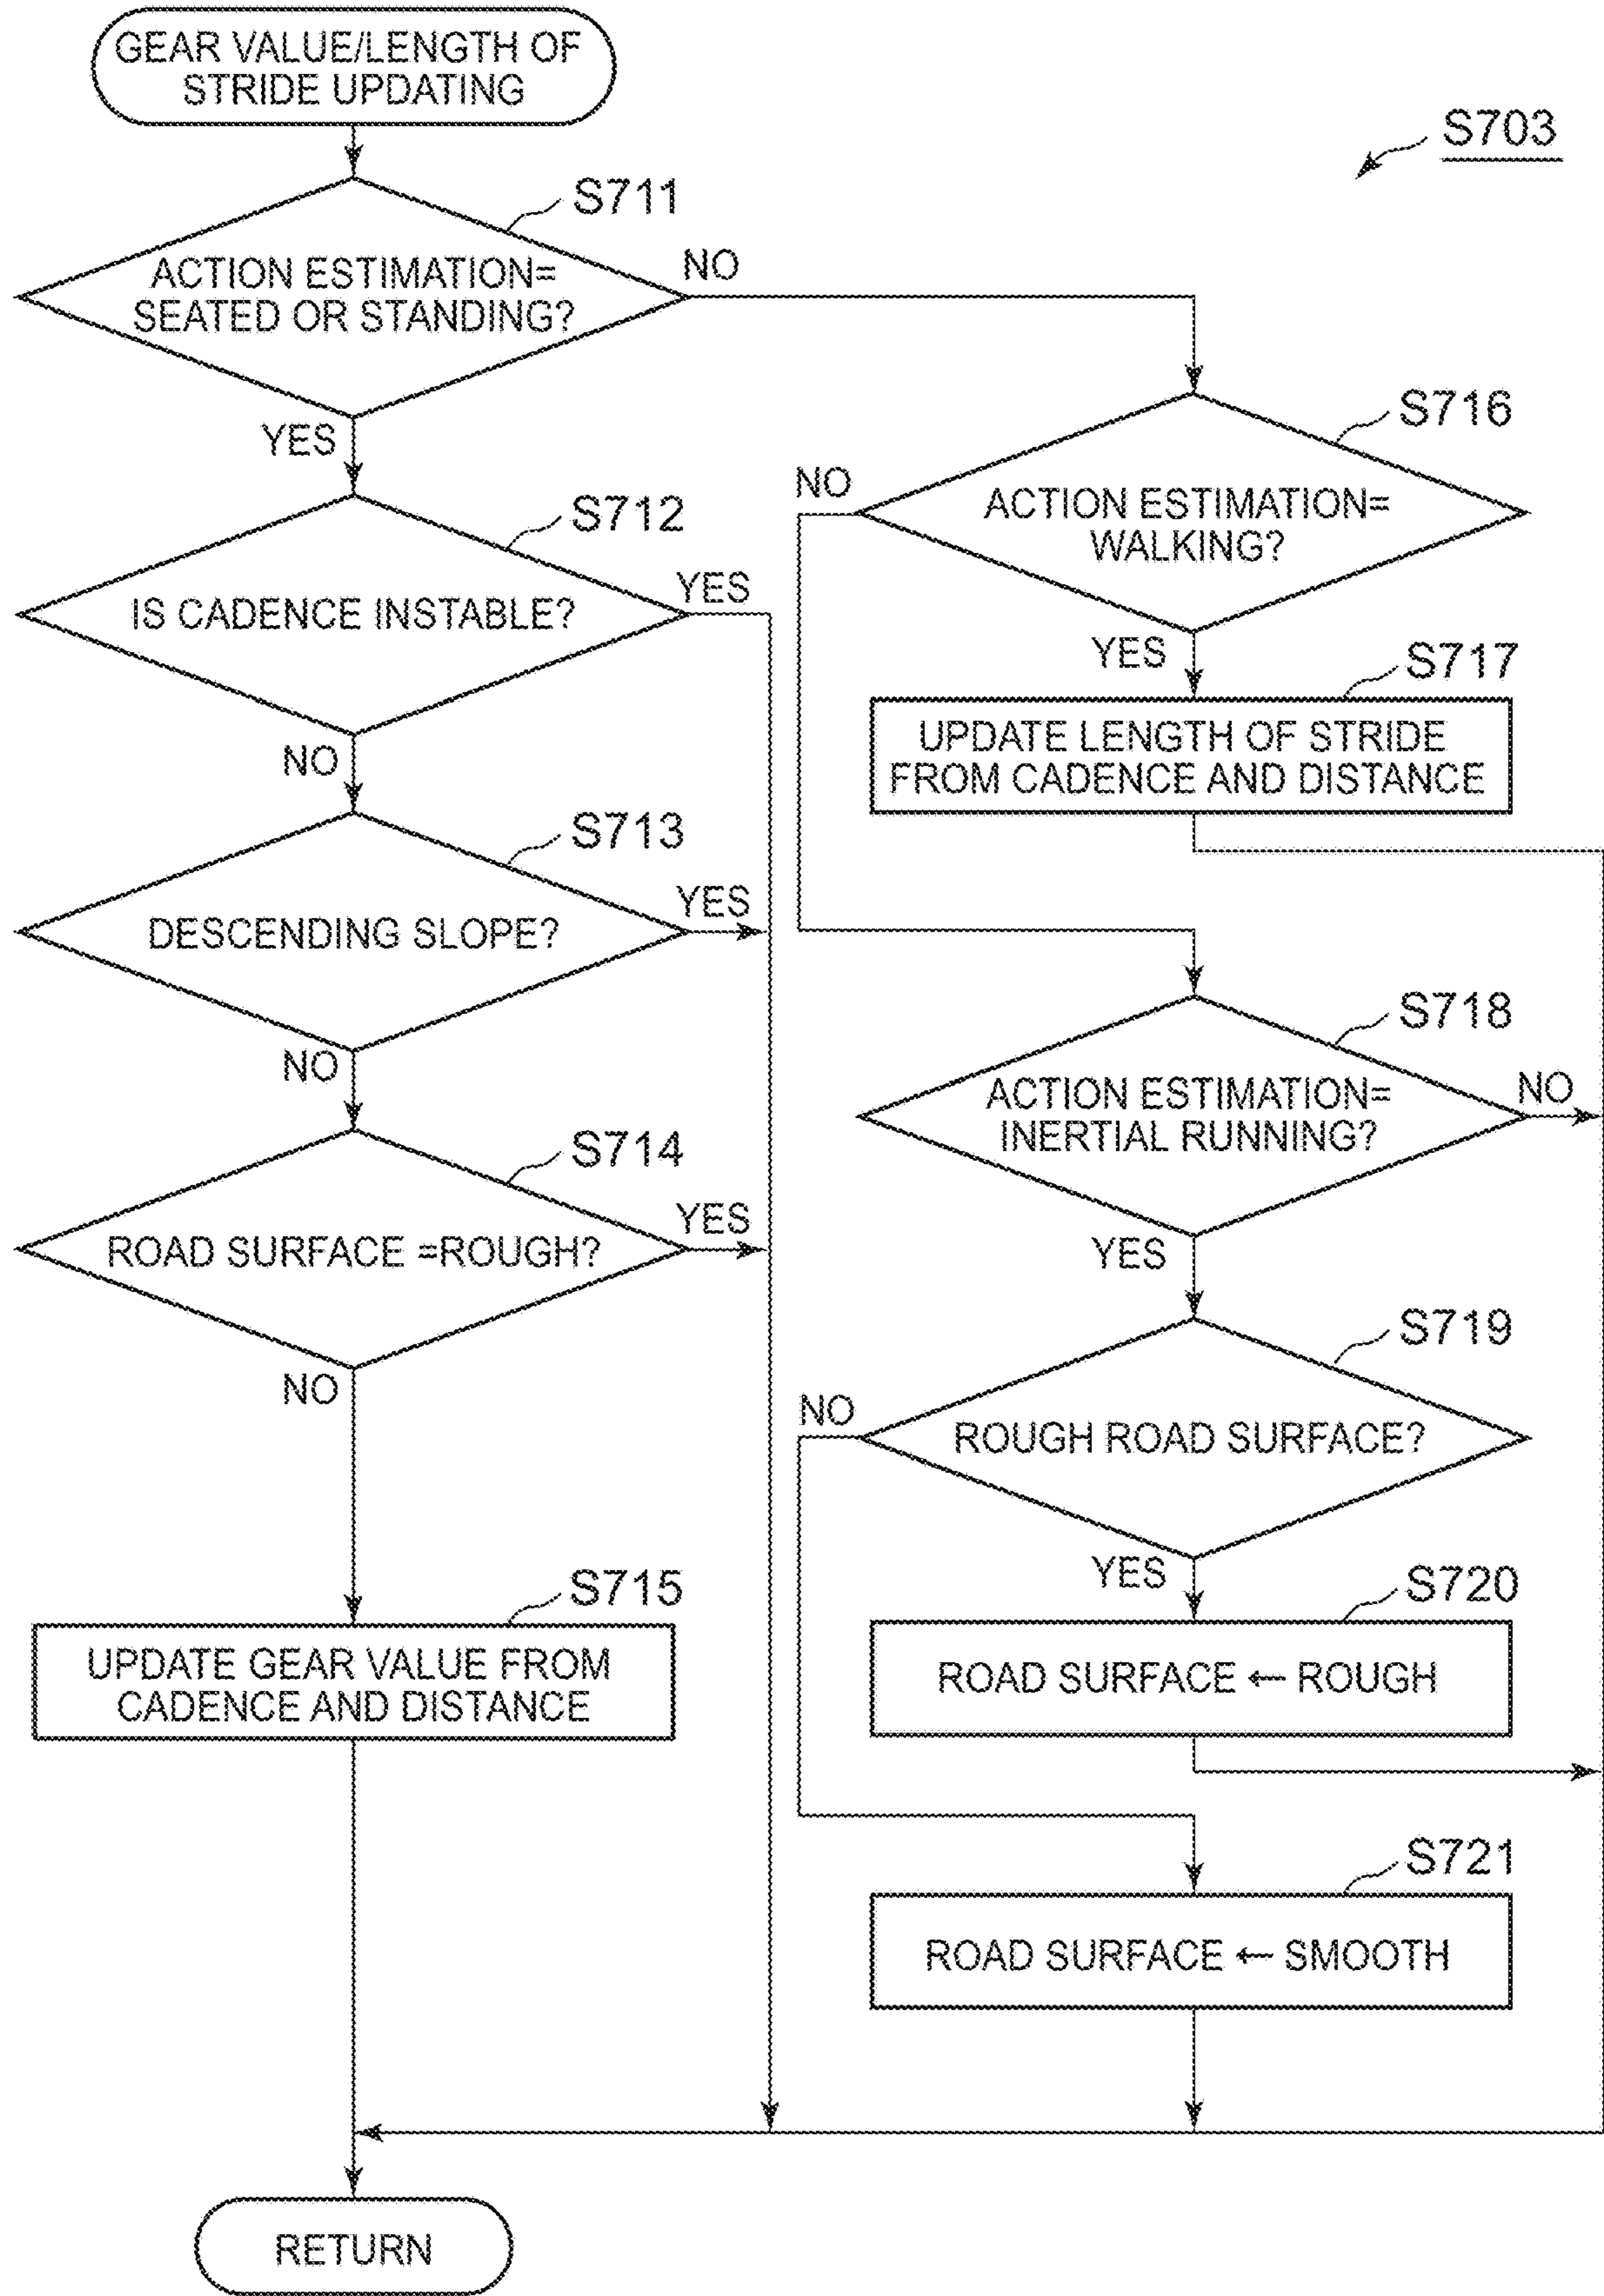 GEAR VALUE/LENGTH OF
STRIDE UPDATING
S703
S711
ACTION ESTIMATION=
SEATED OR STANDING?
NO
YES
S712
IS CADENCE INSTABLE?
YES
NO
S713
DESCENDING SLOPE?
YES
NO
S714
ROAD SURFACE =ROUGH?
YES
NO
S715
UPDATE GEAR VALUE FROM
CADENCE AND DISTANCE
S716
NO
ACTION ESTIMATION=
WALKING?
YES
S717
UPDATE LENGTH OF STRIDE
FROM CADENCE AND DISTANCE
S718
ACTION ESTIMATION=
INERTIAL RUNNING?
NO
YES
S719
NO
ROUGH ROAD SURFACE?
YES
S720
ROAD SURFACE ← ROUGH
S721
ROAD SURFACE ← SMOOTH
RETURN